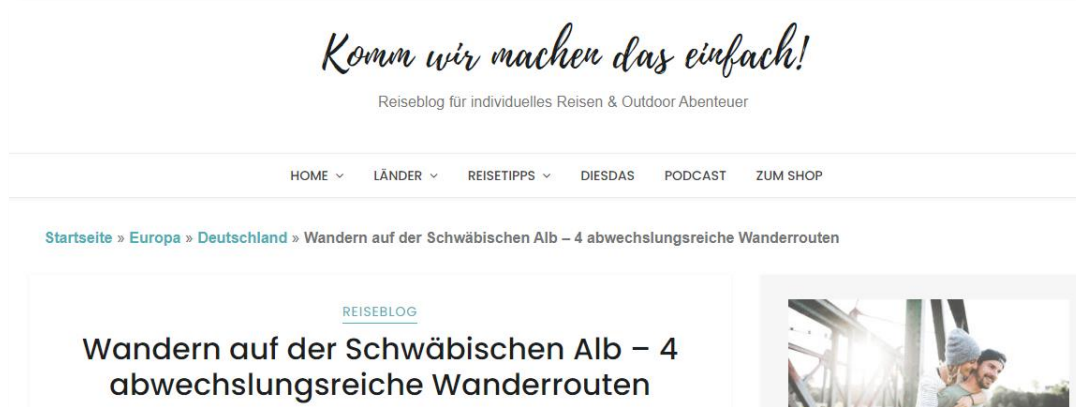 Komm wir machen das einfach!
Reiseblog für individuelles Reisen & Outdoor Abenteuer
HOME LÄNDER REISETIPPS DIESDAS PODCAST ZUM SHOP
Startseite » Europa » Deutschland » Wandern auf der Schwäbischen Alb – 4 abwechslungsreiche Wanderrouten
REISEBLOG
Wandern auf der Schwäbischen Alb – 4
abwechslungsreiche Wanderrouten